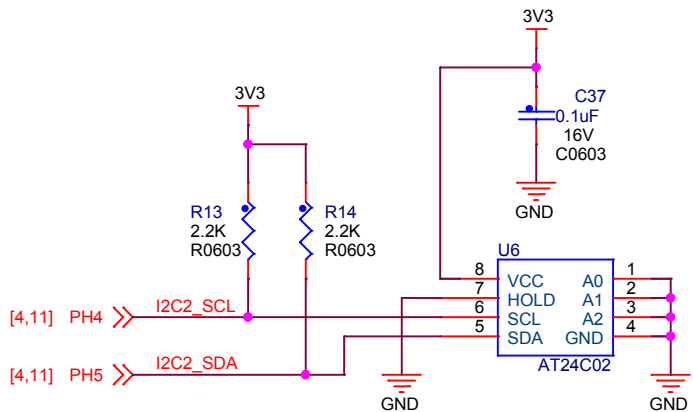 3V3
C37
0.1uF
16V
C0603
GND
3V3
R13
2.2K
R0603
R14
2.2K
R0603
U6
8 VCC A0 1
7 HOLD A1 2
6 SCL A2 3
5 SDA GND 4
AT24C02
[4,11] PH4 I2C2_SCL
[4,11] PH5 I2C2_SDA
GND
GND